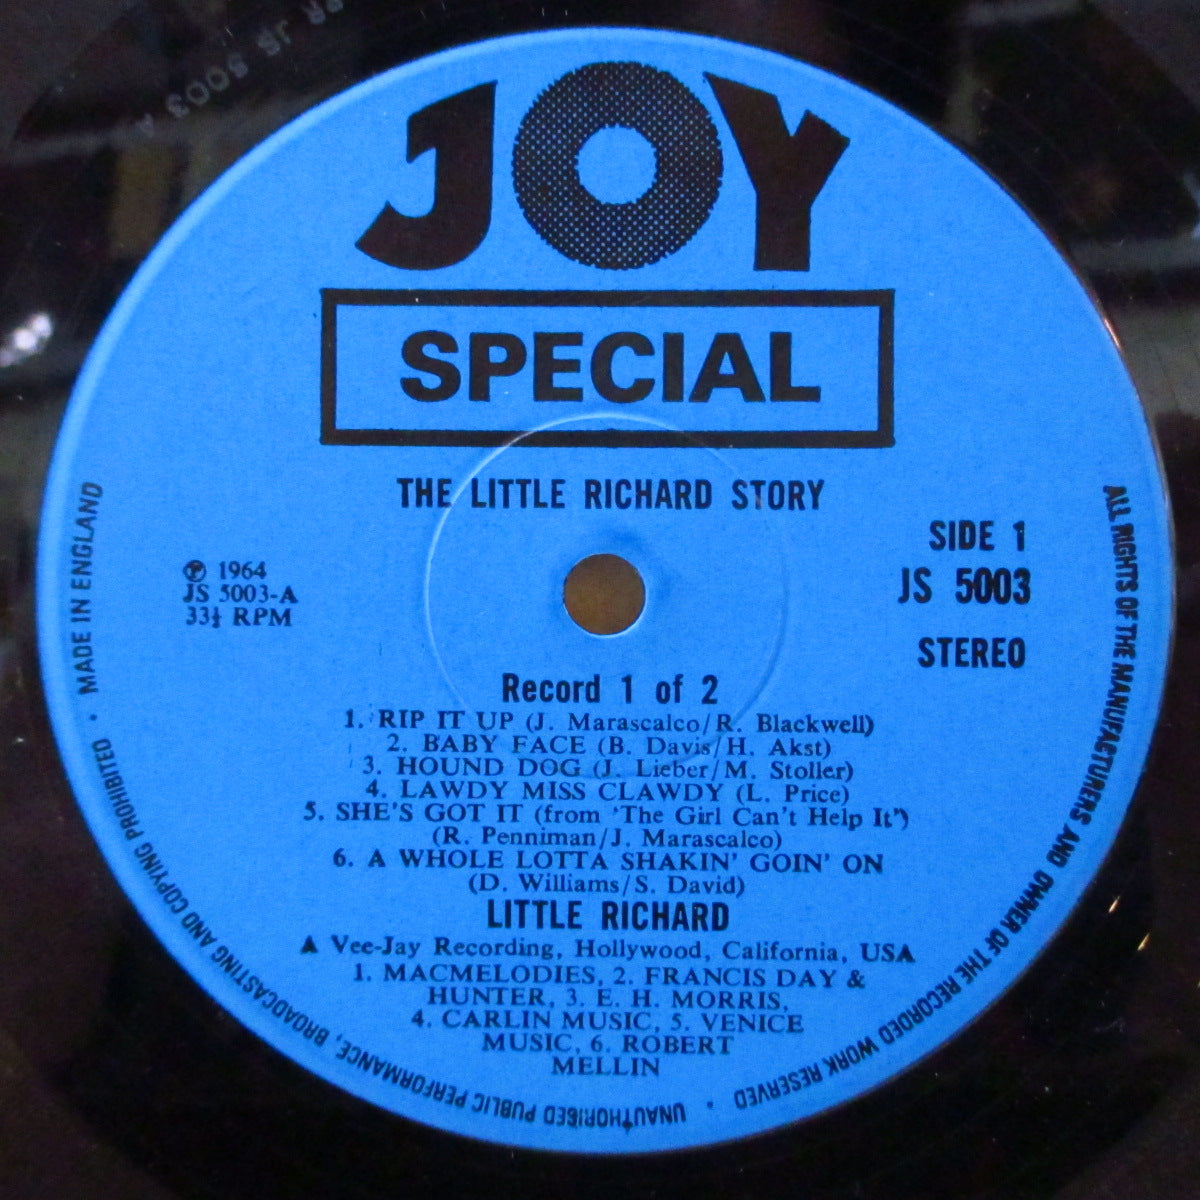 JOY
SPECIAL
THE LITTLE RICHARD STORY
SIDE 1
JS 5003
STEREO
℗ 1964
JS 5003-A
33⅓ RPM
Record 1 of 2
1. RIP IT UP (J. Marascalco/R. Blackwell)
2. BABY FACE (B. Davis/H. Akst)
3. HOUND DOG (J. Lieber/M. Stoller)
4. LAWDY MISS CLAWDY (L. Price)
5. SHE'S GOT IT (from 'The Girl Can't Help It')
(R. Penniman/J. Marascalco)
6. A WHOLE LOTTA SHAKIN' GOIN' ON
(D. Williams/S. David)
LITTLE RICHARD
A Vee-Jay Recording, Hollywood, California, USA
1. MACMELODIES, 2. FRANCIS DAY &
HUNTER, 3. E. H. MORRIS,
4. CARLIN MUSIC, 5. VENICE
MUSIC, 6. ROBERT
MELLIN
ALL RIGHTS OF THE MANUFACTURERS AND OWNER OF THE RECORDED WORK RESERVED • UNAUTHORISED PUBLIC PERFORMANCE, BROADCASTING AND COPYING PROHIBITED • MADE IN ENGLAND
JS 5003 A